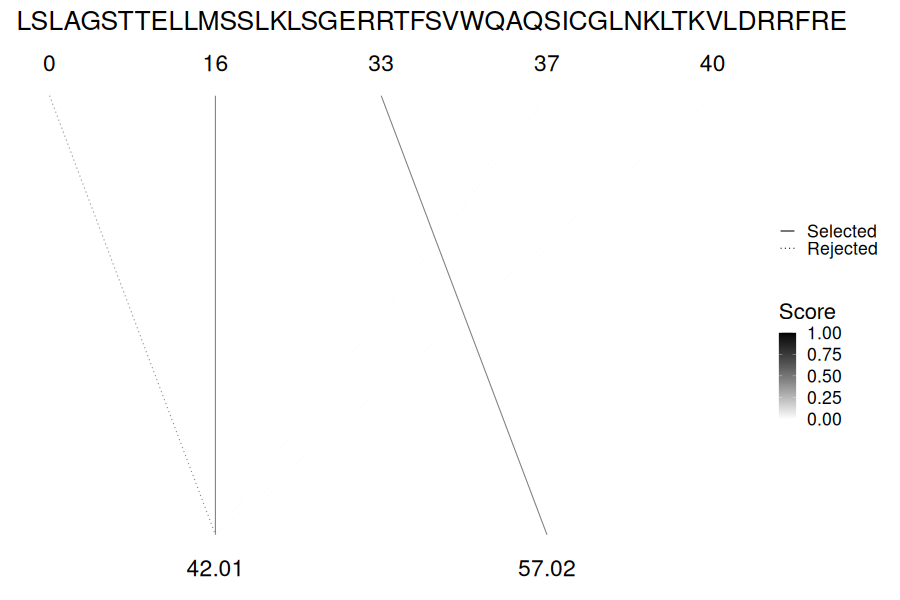 LSLAGSTTELLMSSLKLSGERRTFSVWQAQSICGLNKLTKVLDRRFRE
0 16 33 37 40
Selected
Rejected
Score
1.00
0.75
0.50
0.25
0.00
42.01 57.02